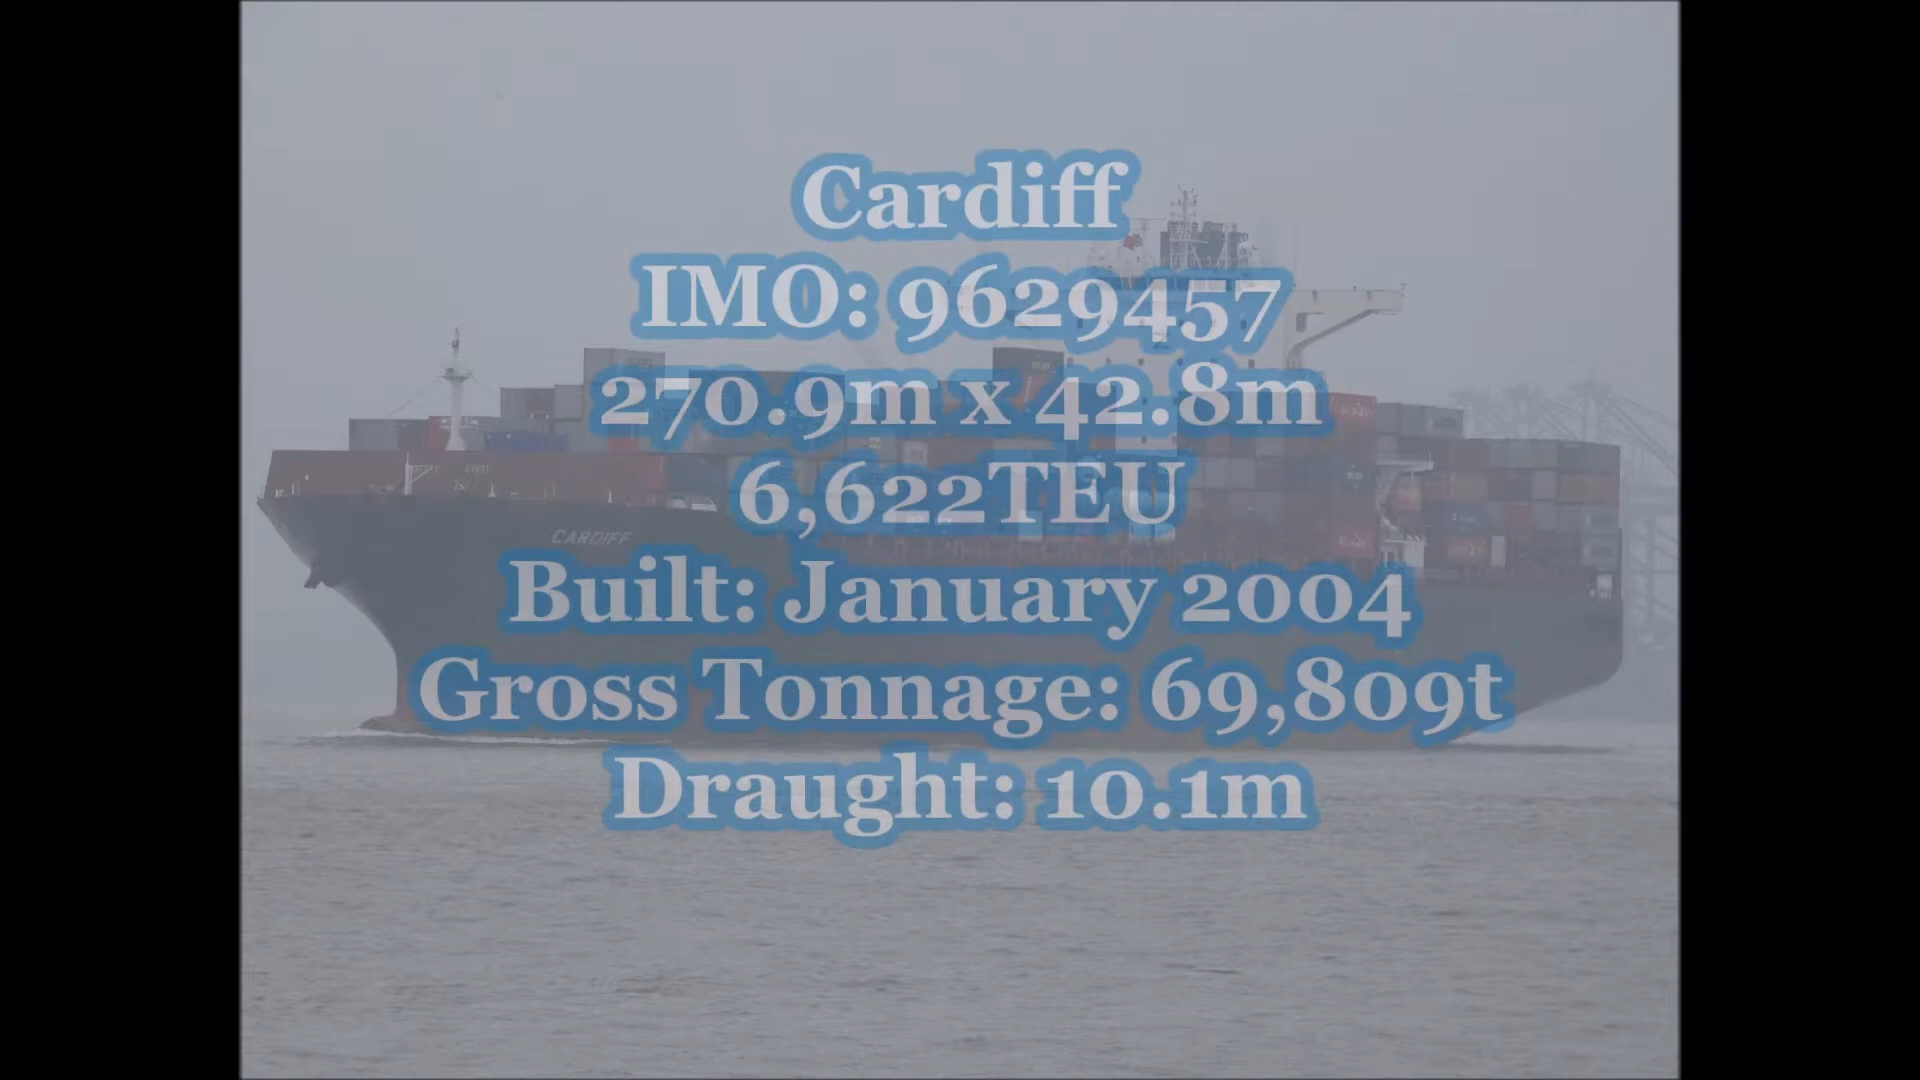 Cardiff
IMO: 9629457
270.9m x 42.8m
6,622TEU
CARDIFF
Built: January 2004
Gross Tonnage: 69,809t
Draught: 10.1m